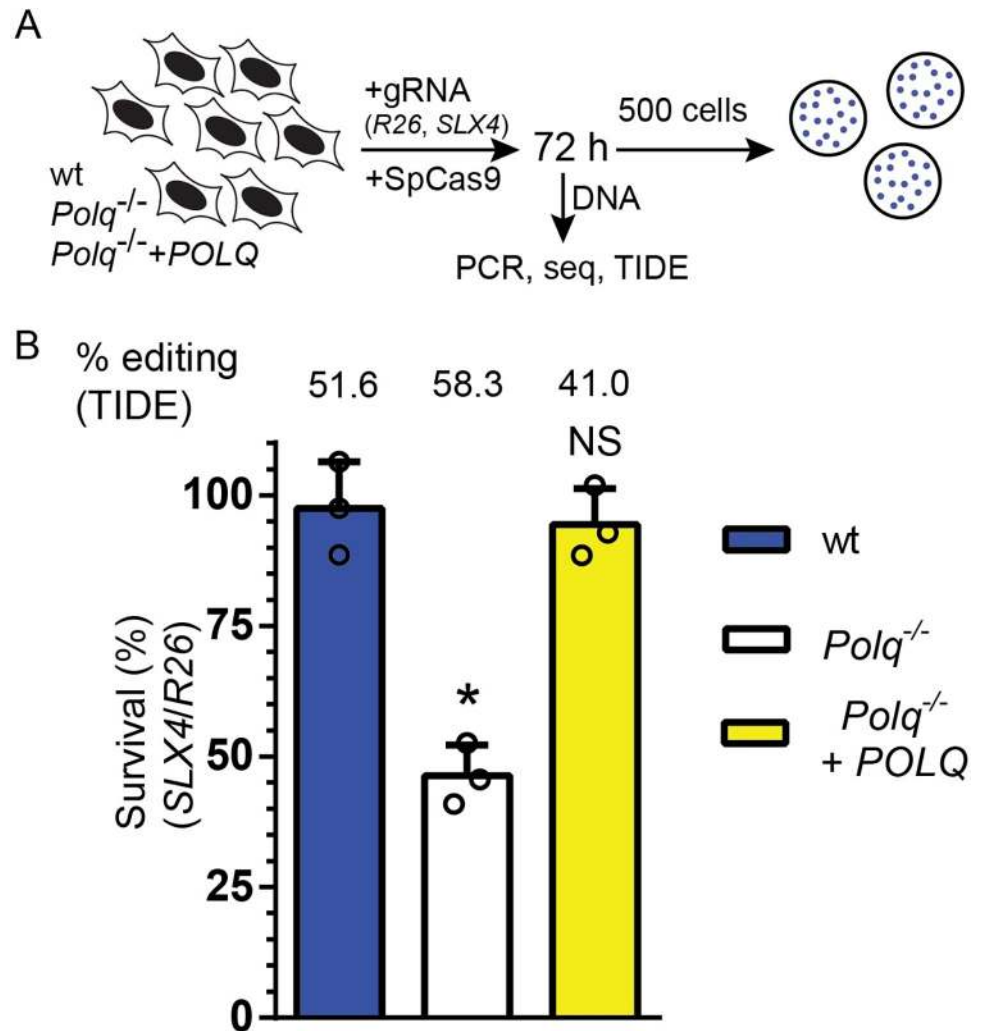 A
wt
Polq-/-
Polq-/-+POLQ
+gRNA
(R26, SLX4)
+SpCas9
72 h
500 cells
DNA
PCR, seq, TIDE
B
% editing
(TIDE)
51.6
58.3
41.0
NS
*
Survival (%)
(SLX4/R26)
100
75
50
25
0
wt
Polq-/-
Polq-/-
+ POLQ